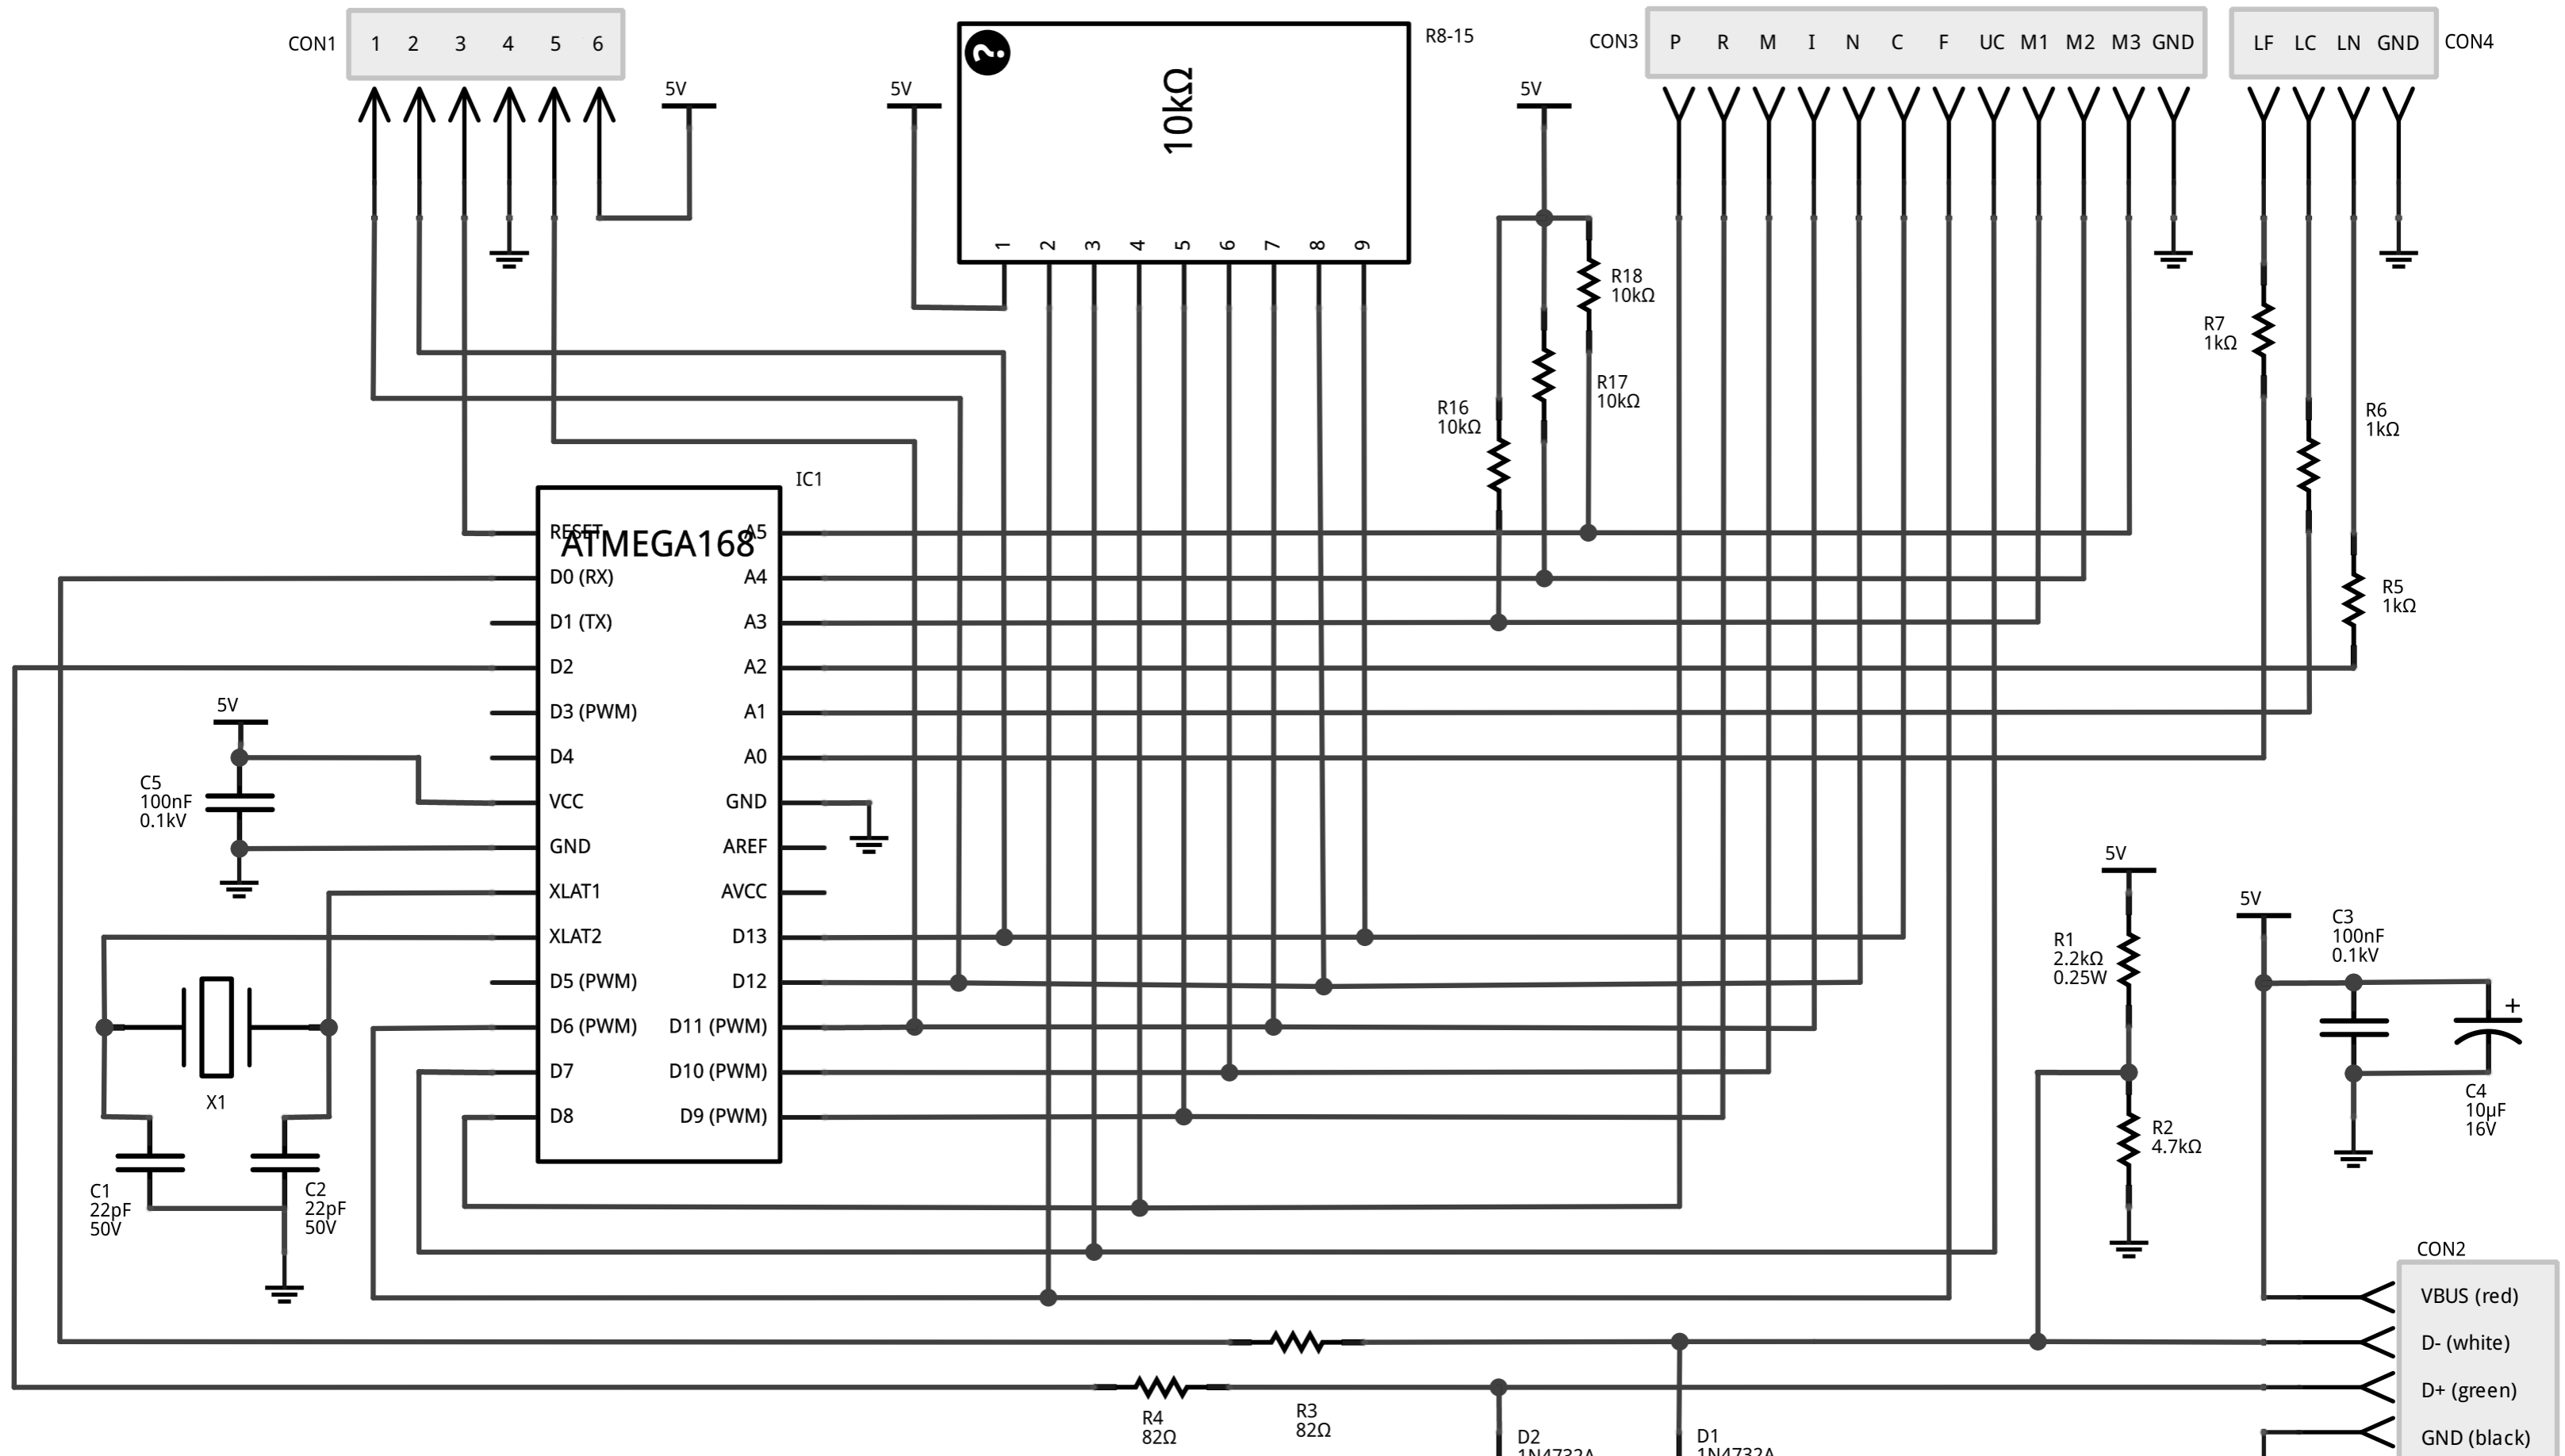 CON1
1 2 3 4 5 6
5V
5V
?
10kΩ
R8-15
1 2 3 4 5 6 7 8 9
5V
CON3
P R M I N C F UC M1 M2 M3 GND
LF LC LN GND
CON4
R18
10kΩ
R17
10kΩ
R16
10kΩ
R7
1kΩ
R6
1kΩ
R5
1kΩ
IC1
ATMEGA168
RESET
D0 (RX)
D1 (TX)
D2
D3 (PWM)
D4
VCC
GND
XLAT1
XLAT2
D5 (PWM)
D6 (PWM)
D7
D8
A5
A4
A3
A2
A1
A0
GND
AREF
AVCC
D13
D12
D11 (PWM)
D10 (PWM)
D9 (PWM)
5V
C5
100nF
0.1kV
X1
C1
22pF
50V
C2
22pF
50V
5V
R1
2.2kΩ
0.25W
R2
4.7kΩ
5V
C3
100nF
0.1kV
+
C4
10µF
16V
CON2
VBUS (red)
D- (white)
D+ (green)
GND (black)
R4
82Ω
R3
82Ω
D2
1N4732A
D1
1N4732A